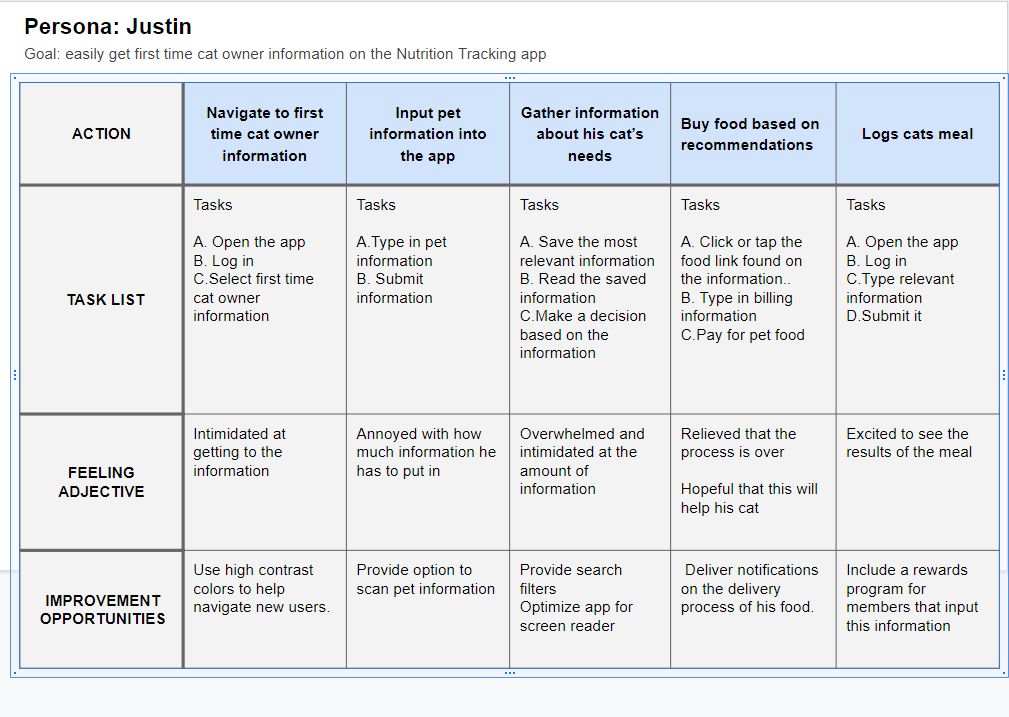 Persona: Justin
Goal: easily get first time cat owner information on the Nutrition Tracking app
ACTION
Navigate to first
time cat owner
information
Input pet
information into
the app
Gather information
about his cat’s
needs
Buy food based on
recommendations
Logs cats meal
TASK LIST
Tasks
A. Open the app
B. Log in
C.Select first time
cat owner
information
Tasks
A.Type in pet
information
B. Submit
information
Tasks
A. Save the most
relevant information
B. Read the saved
information
C.Make a decision
based on the
information
Tasks
A. Click or tap the
food link found on
the information..
B. Type in billing
information
C.Pay for pet food
Tasks
A. Open the app
B. Log in
C.Type relevant
information
D.Submit it
FEELING
ADJECTIVE
Intimidated at
getting to the
information
Annoyed with how
much information he
has to put in
Overwhelmed and
intimidated at the
amount of
information
Relieved that the
process is over
Hopeful that this will
help his cat
Excited to see the
results of the meal
IMPROVEMENT
OPPORTUNITIES
Use high contrast
colors to help
navigate new users.
Provide option to
scan pet information
Provide search
filters
Optimize app for
screen reader
Deliver notifications
on the delivery
process of his food.
Include a rewards
program for
members that input
this information